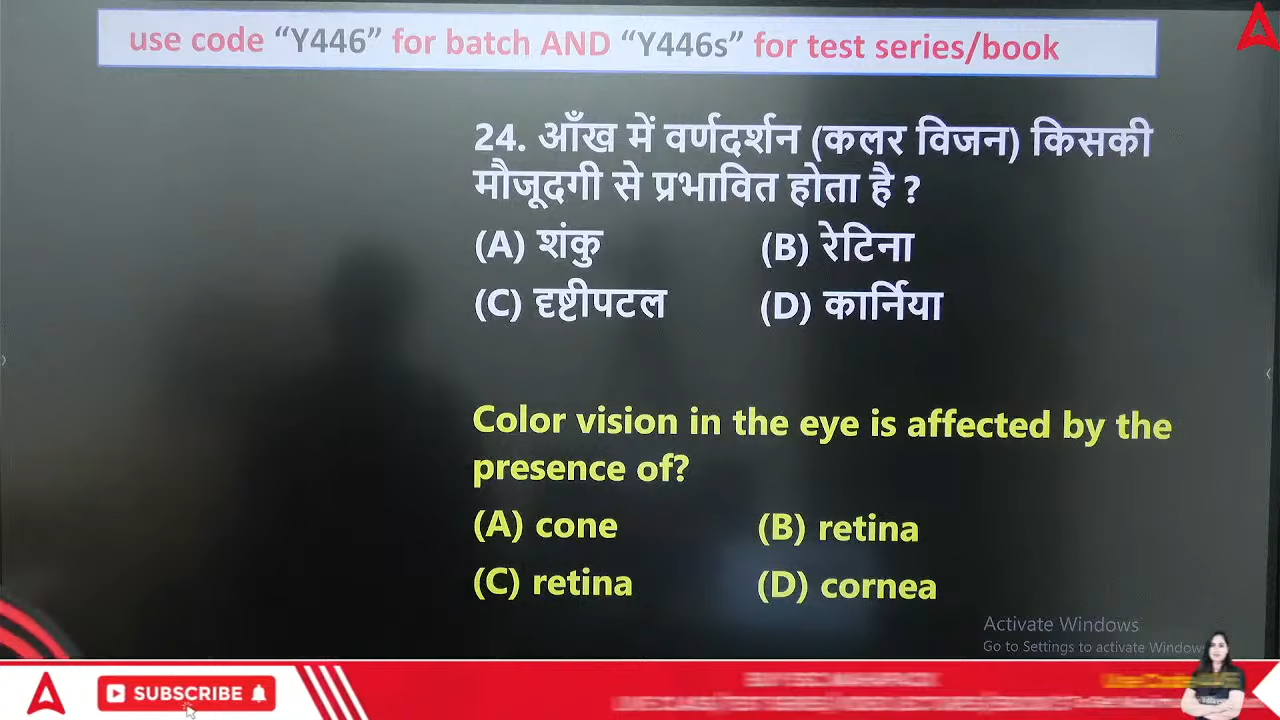 use code “Y446” for batch AND “Y446s” for test series/book
24. आँख में वर्णदर्शन (कलर विजन) किसकी
मौजूदगी से प्रभावित होता है ?
(A) शंकु (B) रेटिना
(C) दृष्टीपटल (D) कार्निया
Color vision in the eye is affected by the
presence of?
(A) cone (B) retina
(C) retina (D) cornea
Activate Windows
Go to Settings to activate Windows
SUBSCRIBE